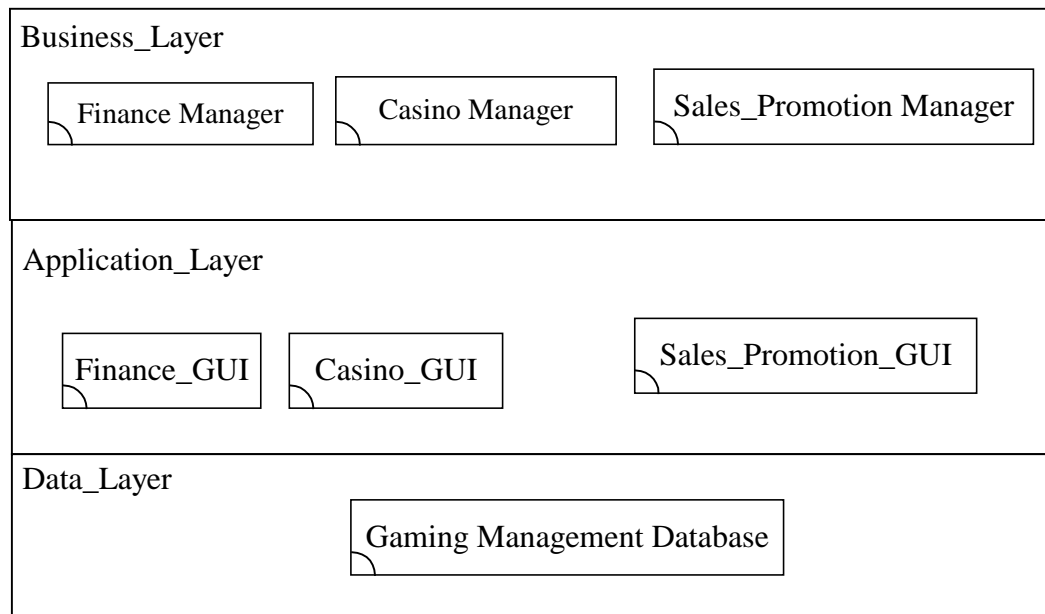 Business_Layer
Finance Manager
Casino Manager
Sales_Promotion Manager
Application_Layer
Finance_GUI
Casino_GUI
Sales_Promotion_GUI
Data_Layer
Gaming Management Database